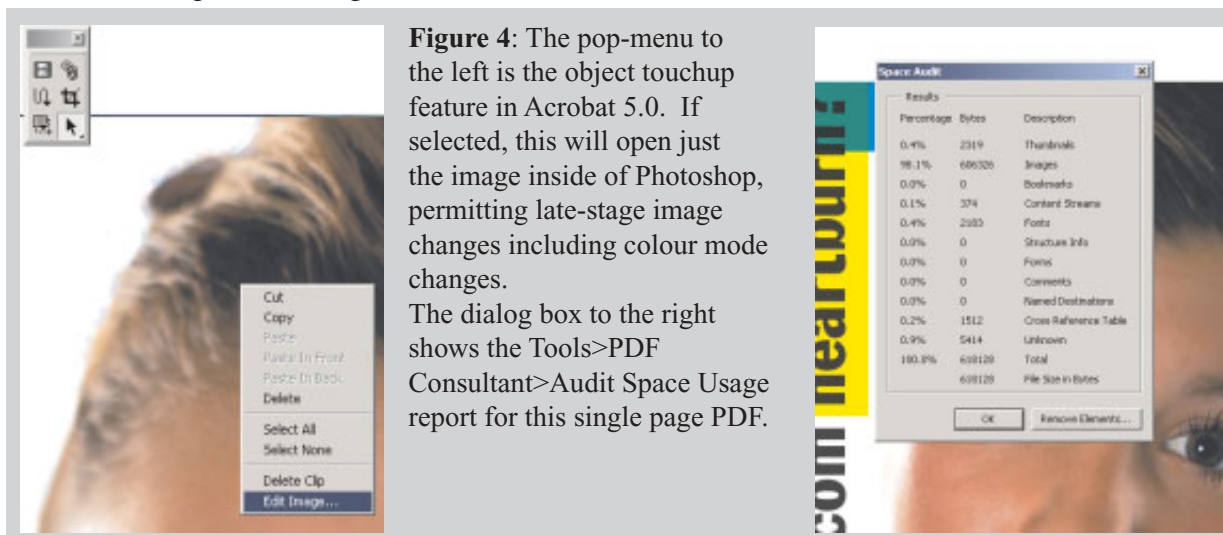 Figure 4: The pop-menu to
the left is the object touchup
feature in Acrobat 5.0. If
selected, this will open just
the image inside of Photoshop,
permitting late-stage image
changes including colour mode
changes.
The dialog box to the right
shows the Tools>PDF
Consultant>Audit Space Usage
report for this single page PDF.
Cut
Copy
Paste
Paste In Front
Paste In Back
Delete
Select All
Select None
Delete Clip
Edit Image...
Space Audit
Results
Percentage Bytes Description
0.4% 2319 Thumbnails
98.1% 606326 Images
0.0% 0 Bookmarks
0.1% 374 Content Streams
0.4% 2183 Fonts
0.0% 0 Structure Info
0.0% 0 Forms
0.0% 0 Comments
0.0% 0 Named Destinations
0.2% 1512 Cross Reference Table
0.9% 5414 Unknown
100.0% 618128 Total
618128 File Size in Bytes
OK Remove Elements...
heartburn?
com